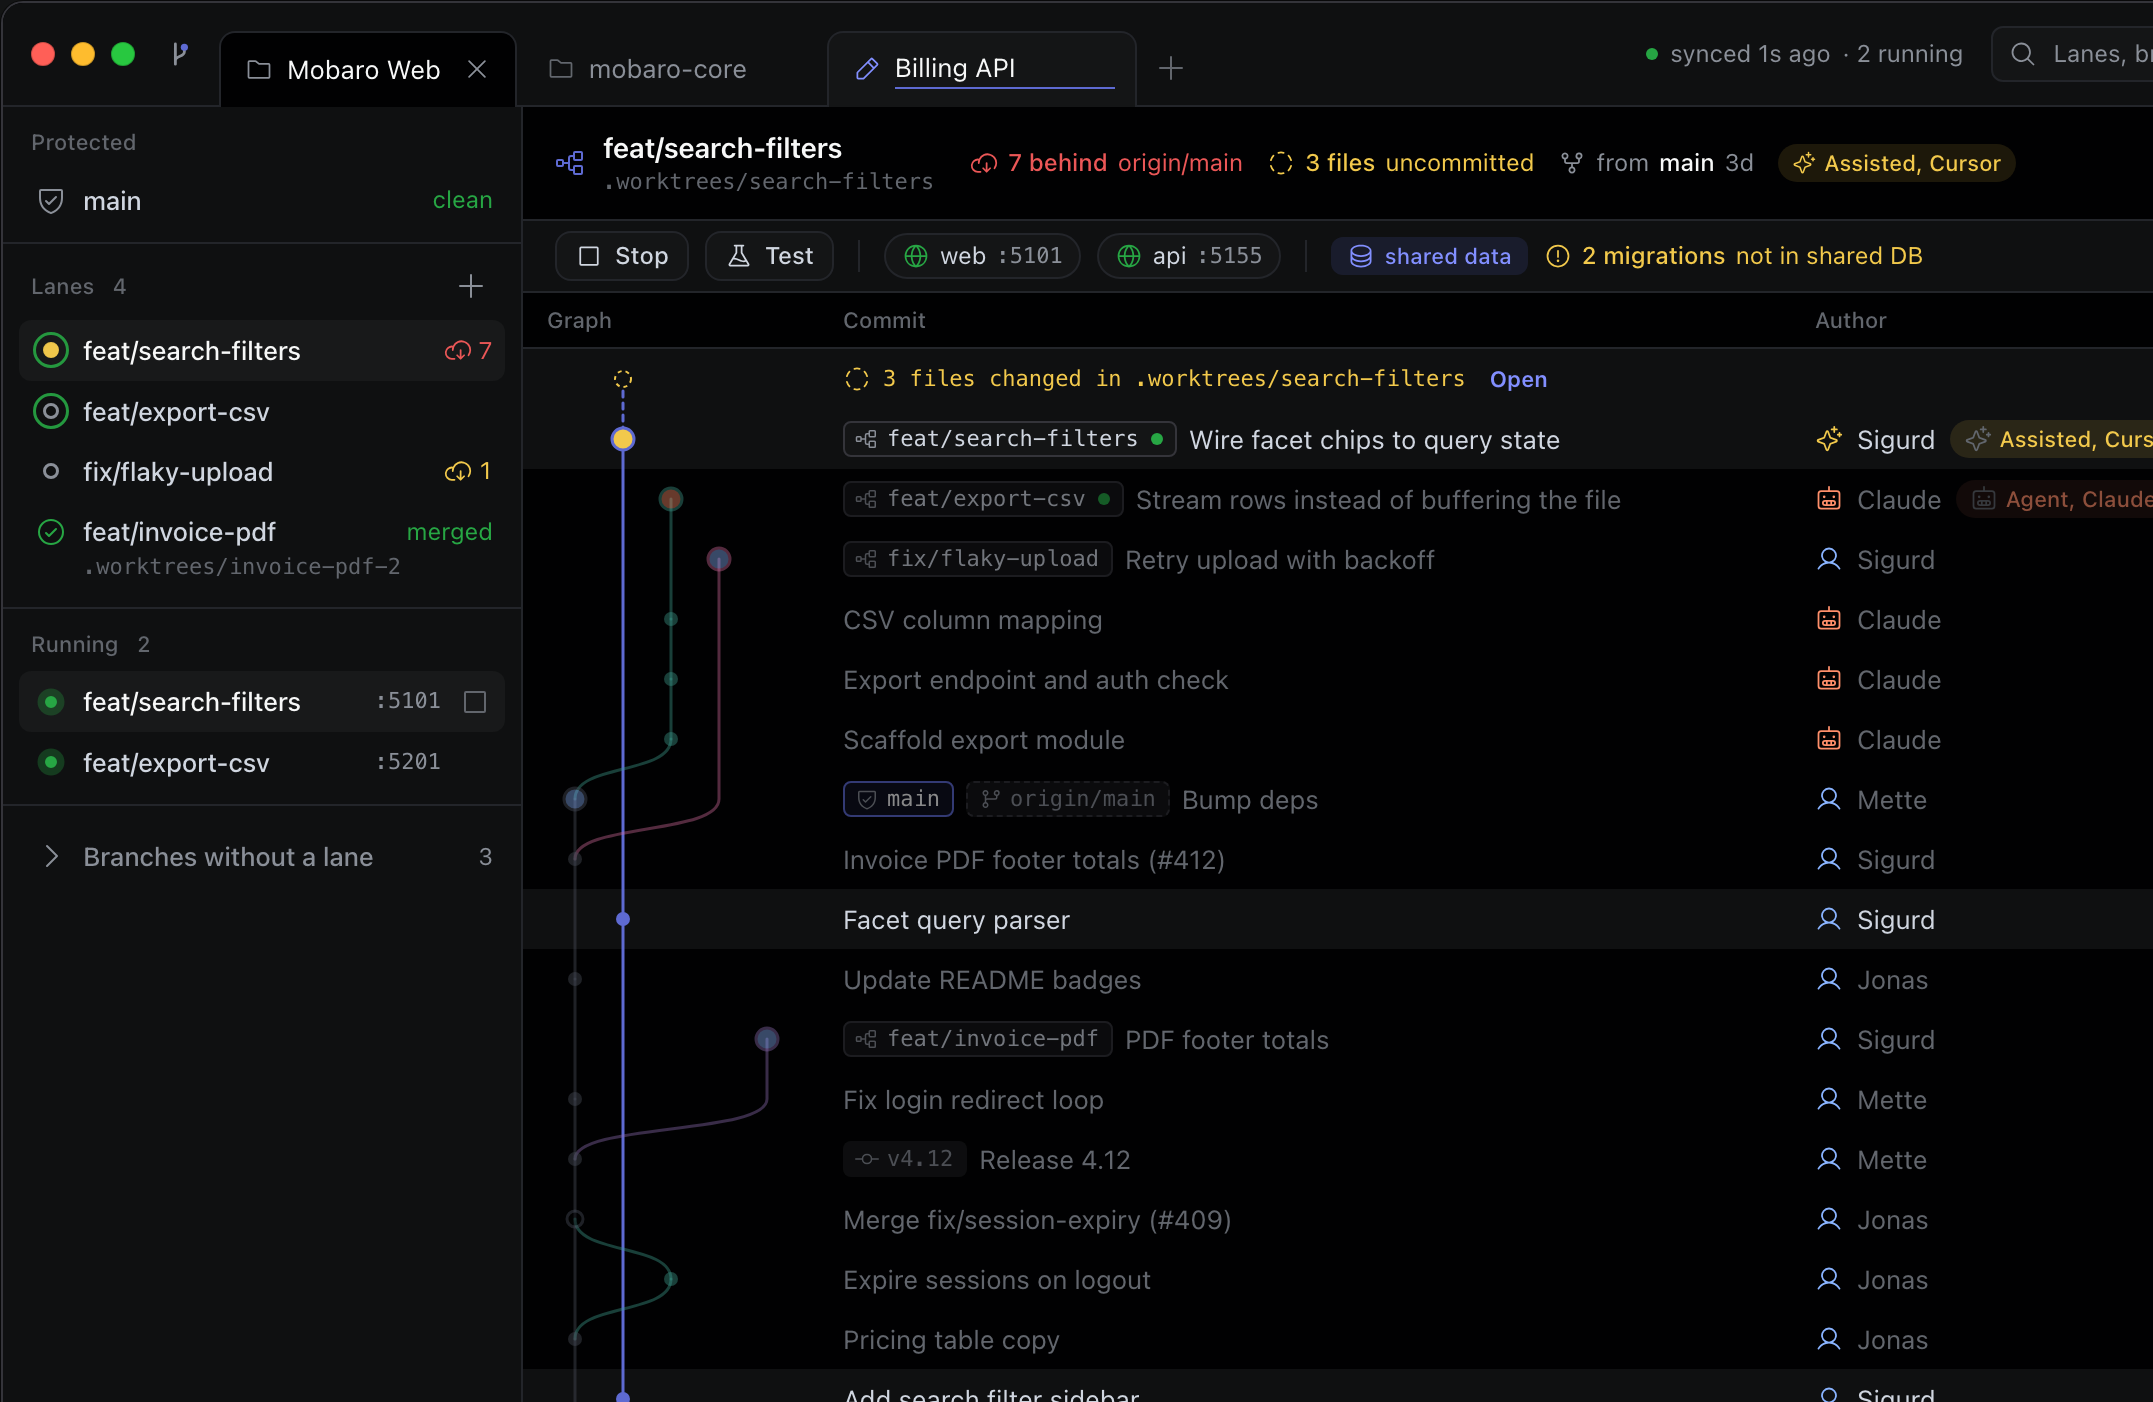 Mobaro Web
mobaro-core
Billing API
synced 1s ago · 2 running
Lanes, br
Protected
main clean
Lanes 4
feat/search-filters 7
feat/export-csv
fix/flaky-upload 1
feat/invoice-pdf merged
.worktrees/invoice-pdf-2
Running 2
feat/search-filters :5101
feat/export-csv :5201
Branches without a lane 3
feat/search-filters
.worktrees/search-filters
7 behind origin/main
3 files uncommitted
from main 3d
Assisted, Cursor
Stop
Test
web :5101
api :5155
shared data
2 migrations not in shared DB
Graph Commit Author
3 files changed in .worktrees/search-filters Open
feat/search-filters Wire facet chips to query state Sigurd Assisted, Curs
feat/export-csv Stream rows instead of buffering the file Claude Agent, Claude
fix/flaky-upload Retry upload with backoff Sigurd
CSV column mapping Claude
Export endpoint and auth check Claude
Scaffold export module Claude
main origin/main Bump deps Mette
Invoice PDF footer totals (#412) Sigurd
Facet query parser Sigurd
Update README badges Jonas
feat/invoice-pdf PDF footer totals Sigurd
Fix login redirect loop Mette
v4.12 Release 4.12 Mette
Merge fix/session-expiry (#409) Jonas
Expire sessions on logout Jonas
Pricing table copy Jonas
Add search filter sidebar Sigurd